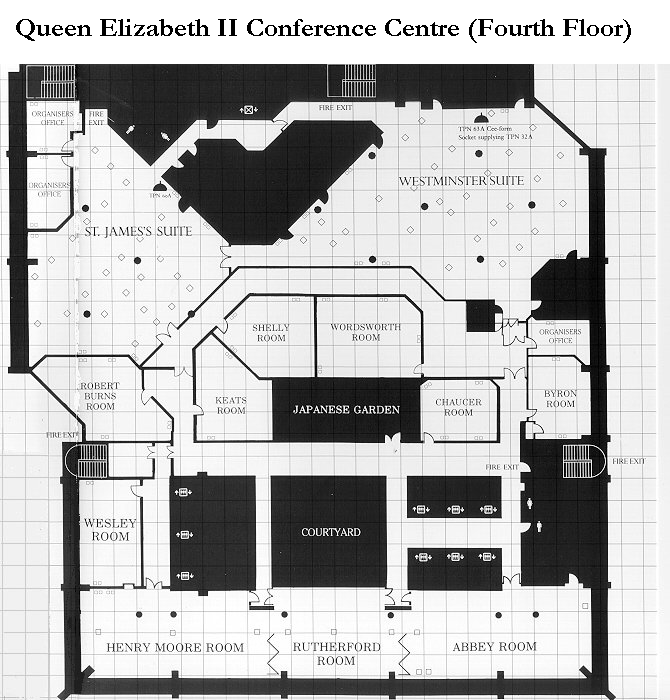 Queen Elizabeth II Conference Centre (Fourth Floor)
ORGANISERS
OFFICE
FIRE
EXIT
FIRE EXIT
TPN 63A Cee-form
Socket supplying TPN 32A
ORGANISERS
OFFICE
WESTMINSTER SUITE
ST. JAMES'S SUITE
SHELLY
ROOM
WORDSWORTH
ROOM
ORGANISERS
OFFICE
ROBERT
BURNS
ROOM
KEATS
ROOM
JAPANESE GARDEN
CHAUCER
ROOM
BYRON
ROOM
FIRE EXIT
FIRE EXIT
FIRE EXIT
WESLEY
ROOM
COURTYARD
HENRY MOORE ROOM
RUTHERFORD
ROOM
ABBEY ROOM